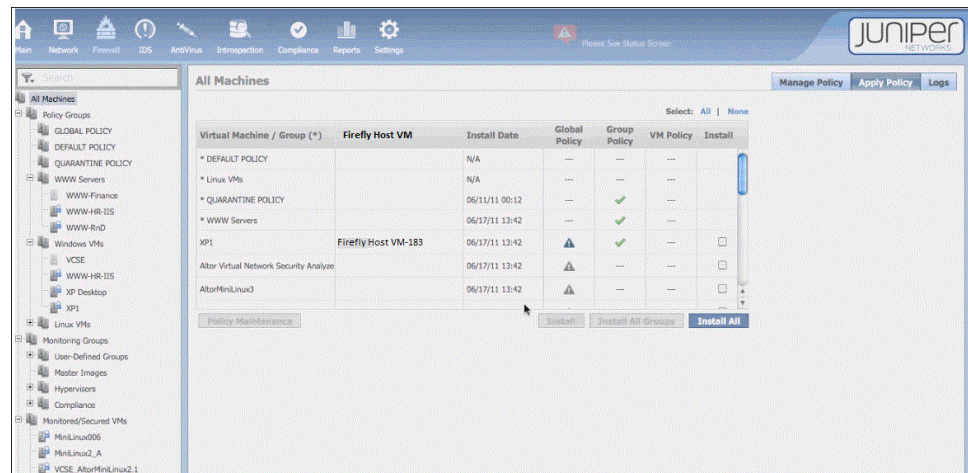 JUNIPER
NETWORKS
Main Network Firewall IDS AntiVirus Introspection Compliance Reports Settings
Please See Status Screen
Search
All Machines
Policy Groups
GLOBAL POLICY
DEFAULT POLICY
QUARANTINE POLICY
WWW Servers
WWW-Finance
WWW-HR-IIS
WWW-RnD
Windows VMs
VCSE
WWW-HR-IIS
XP Desktop
XP1
Linux VMs
Monitoring Groups
User-Defined Groups
Master Images
Hypervisors
Compliance
Monitored/Secured VMs
MiniLinux006
MiniLinux2_A
VCSE_AltorMiniLinux2.1
All Machines
Manage Policy Apply Policy Logs
Select: All | None
Virtual Machine / Group (*) Firefly Host VM Install Date Global Policy Group Policy VM Policy Install
* DEFAULT POLICY N/A --- --- ---
* Linux VMs N/A --- --- ---
* QUARANTINE POLICY 06/11/11 00:12 --- ---
* WWW Servers 06/17/11 13:42 --- ---
XP1 Firefly Host VM-183 06/17/11 13:42 ---
Altor Virtual Network Security Analyze 06/17/11 13:42 --- ---
AltorMiniLinux3 06/17/11 13:42 --- ---
Policy Maintenance Install Install All Groups Install All